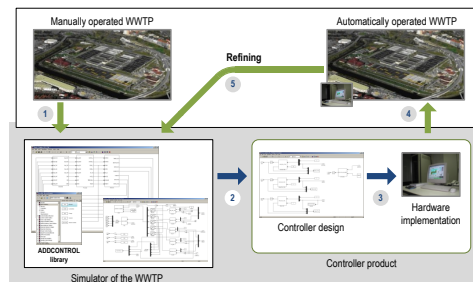 Manually operated WWTP
Automatically operated WWTP
Refining
5
1
4
ADDCONTROL
library
2
Controller design
3
Hardware
implementation
Simulator of the WWTP
Controller product